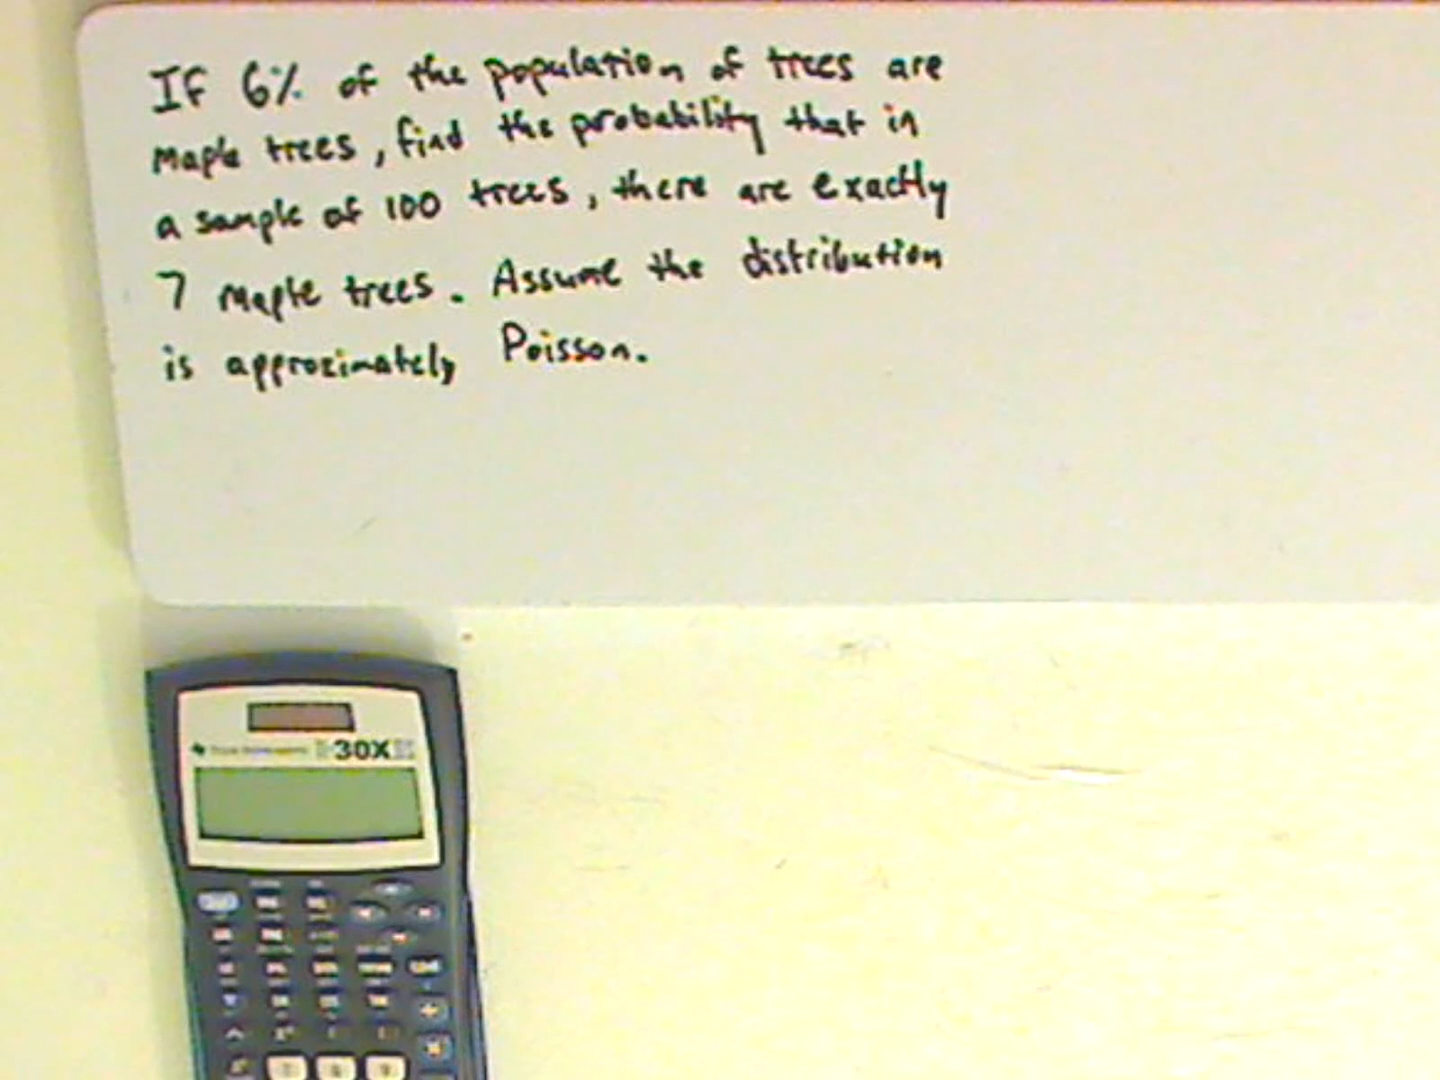 If 6% of the population of trees are
maple trees, find the probability that in
a sample of 100 trees, there are exactly
7 maple trees. Assume the distribution
is approximately Poisson.
30X